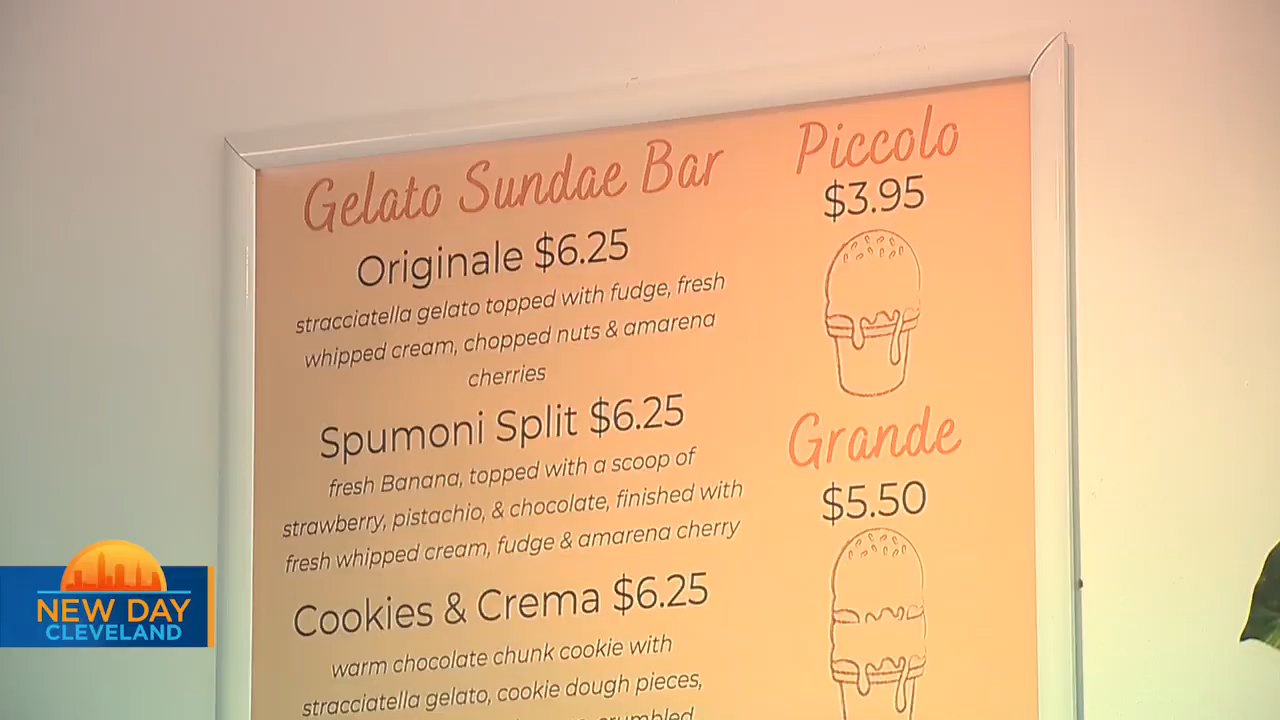 Gelato Sundae Bar
Originale $6.25
stracciatella gelato topped with fudge, fresh
whipped cream, chopped nuts & amarena
cherries
Spumoni Split $6.25
fresh Banana, topped with a scoop of
strawberry, pistachio, & chocolate, finished with
fresh whipped cream, fudge & amarena cherry
Cookies & Crema $6.25
warm chocolate chunk cookie with
stracciatella gelato, cookie dough pieces,
crumbled
Piccolo
$3.95
Grande
$5.50
NEW DAY
CLEVELAND